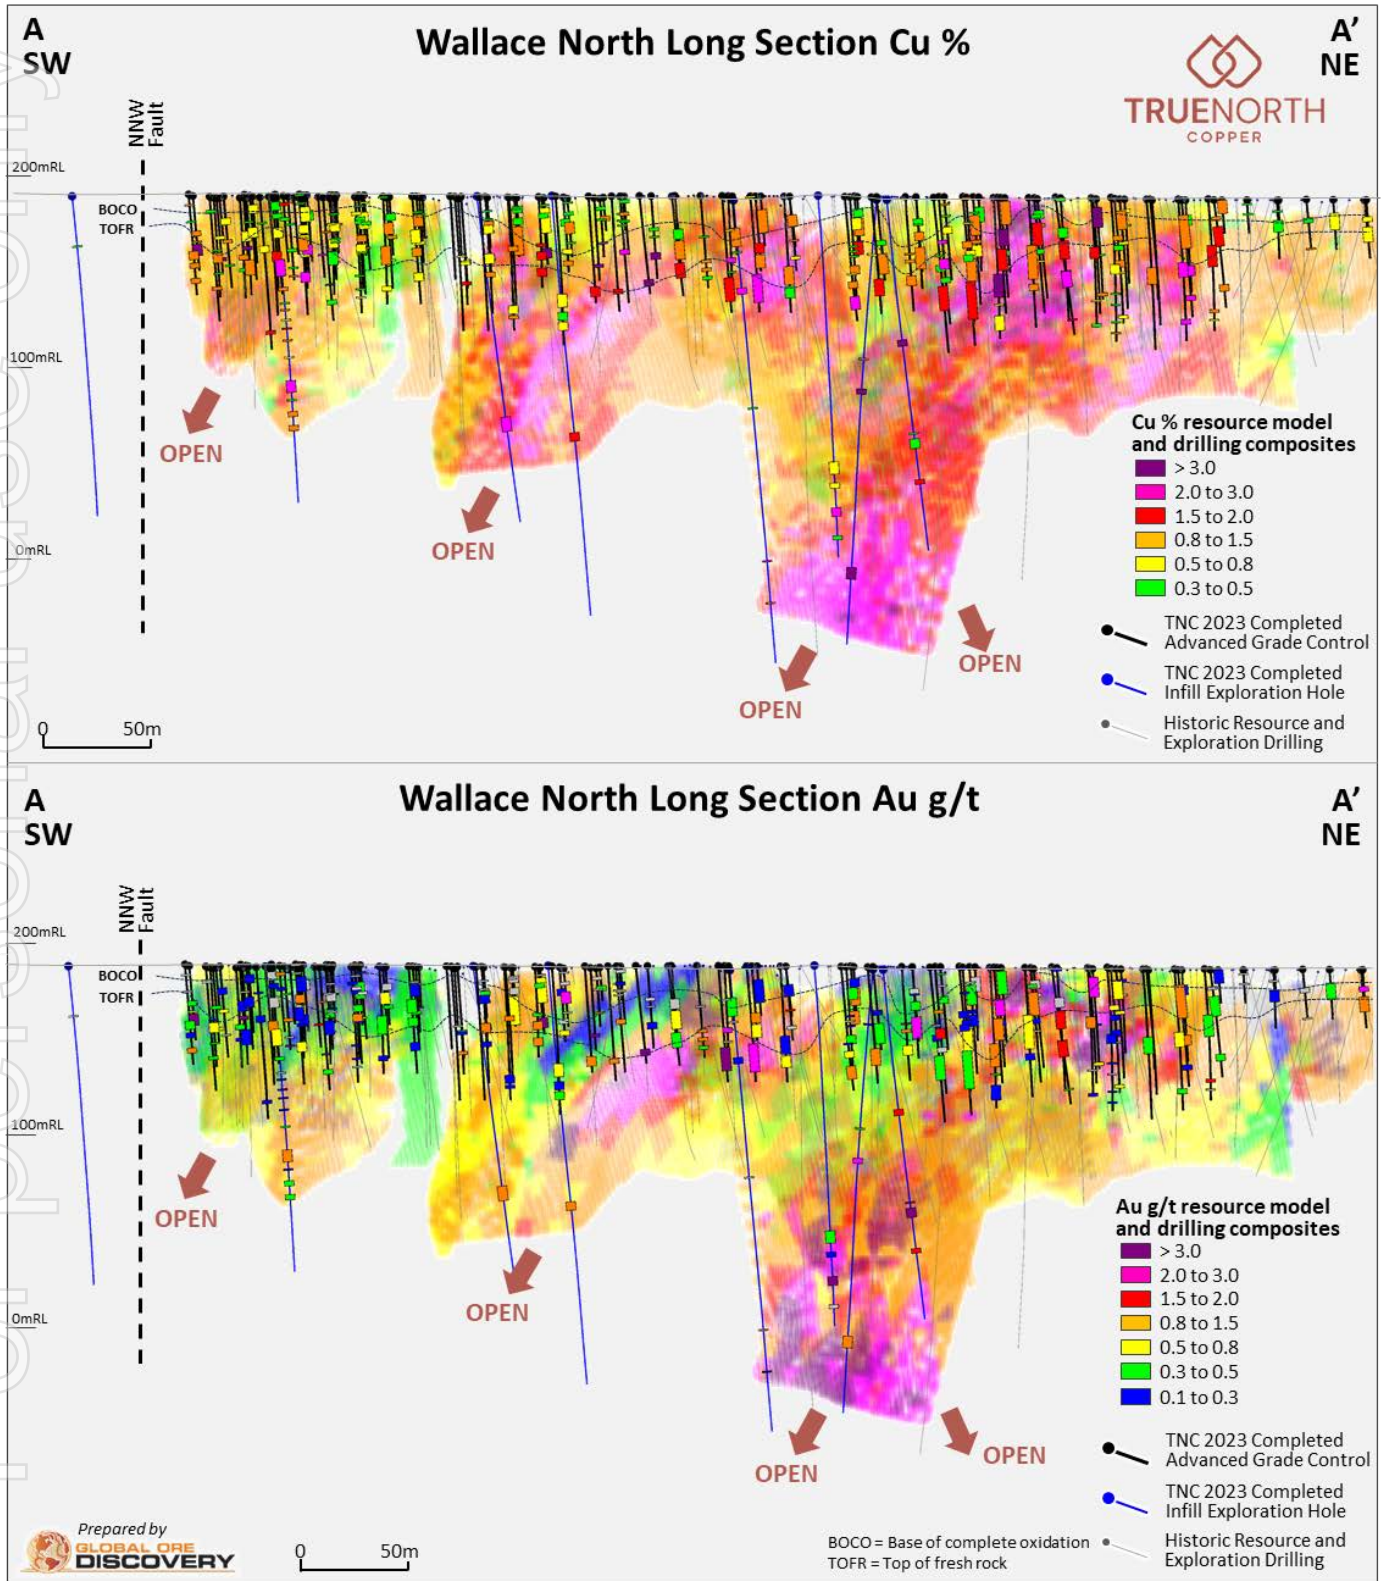 A
SW
Wallace North Long Section Cu %
A’
NE
TRUENORTH
COPPER
NNW
Fault
200mRL
BOCO
TOFR
100mRL
0mRL
OPEN
OPEN
OPEN
OPEN
Cu % resource model
and drilling composites
> 3.0
2.0 to 3.0
1.5 to 2.0
0.8 to 1.5
0.5 to 0.8
0.3 to 0.5
TNC 2023 Completed
Advanced Grade Control
TNC 2023 Completed
Infill Exploration Hole
Historic Resource and
Exploration Drilling
0 50m
A
SW
Wallace North Long Section Au g/t
A’
NE
NNW
Fault
200mRL
BOCO
TOFR
100mRL
0mRL
OPEN
OPEN
OPEN
OPEN
Au g/t resource model
and drilling composites
> 3.0
2.0 to 3.0
1.5 to 2.0
0.8 to 1.5
0.5 to 0.8
0.3 to 0.5
0.1 to 0.3
TNC 2023 Completed
Advanced Grade Control
TNC 2023 Completed
Infill Exploration Hole
Historic Resource and
Exploration Drilling
Prepared by
GLOBAL ORE
DISCOVERY
0 50m
BOCO = Base of complete oxidation
TOFR = Top of fresh rock